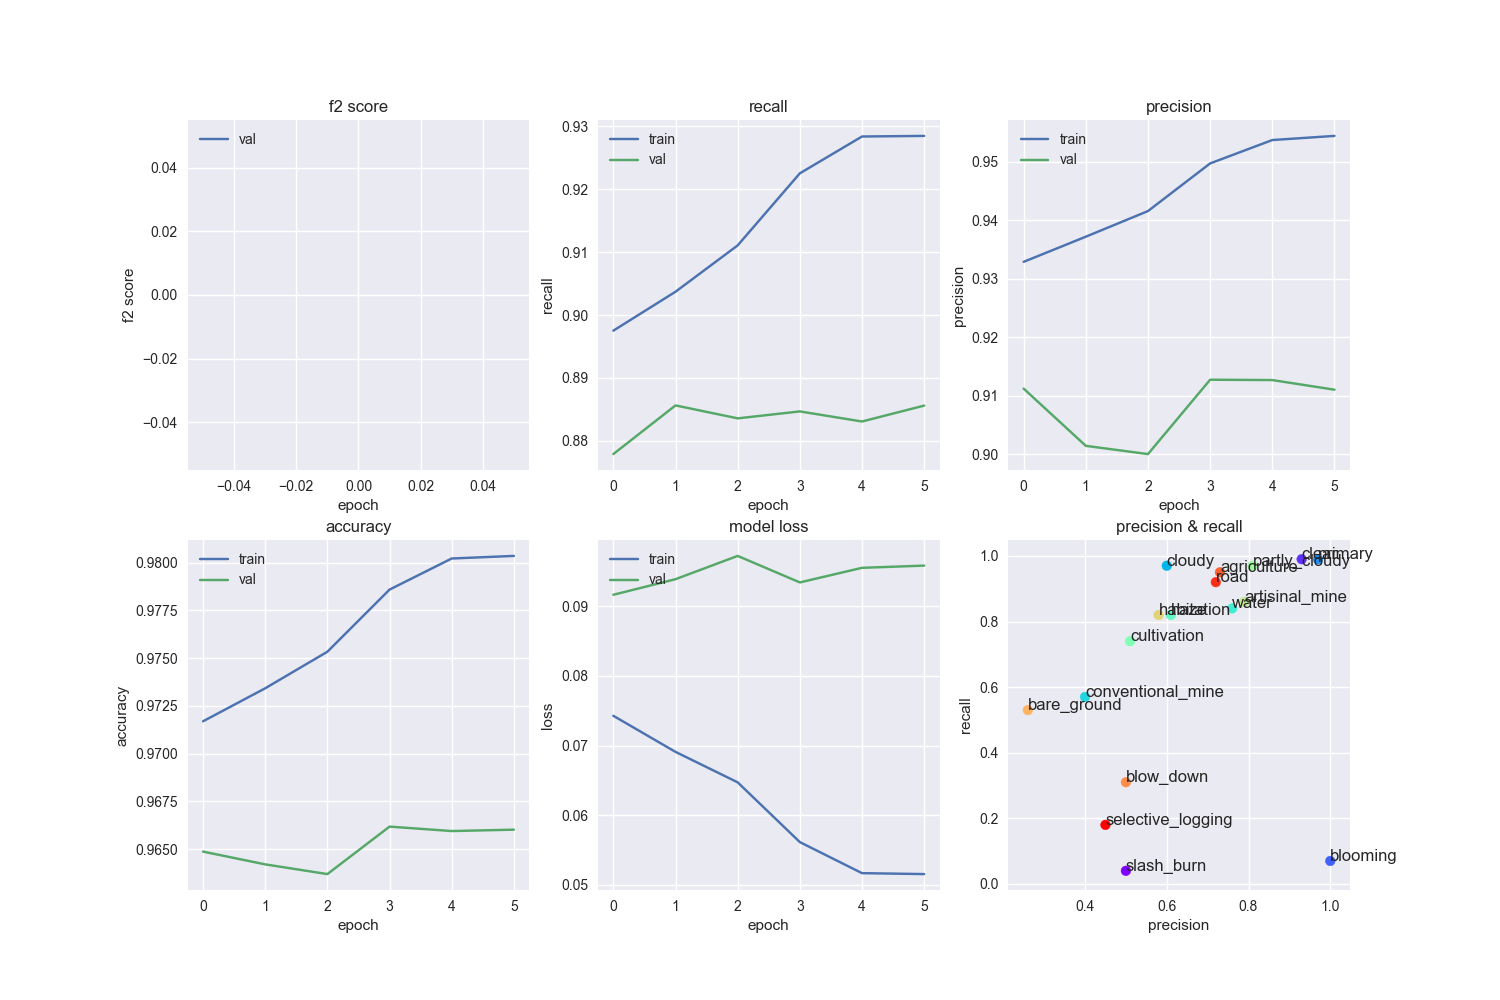 f2 score
val
0.04
0.02
0.00
−0.02
−0.04
f2 score
−0.04
−0.02
0.00
0.02
0.04
epoch
recall
train
val
0.93
0.92
0.91
0.90
0.89
0.88
recall
0
1
2
3
4
5
epoch
precision
train
val
0.95
0.94
0.93
0.92
0.91
0.90
precision
0
1
2
3
4
5
epoch
accuracy
train
val
0.9800
0.9775
0.9750
0.9725
0.9700
0.9675
0.9650
accuracy
0
1
2
3
4
5
epoch
model loss
train
val
0.09
0.08
0.07
0.06
0.05
loss
0
1
2
3
4
5
epoch
precision & recall
1.0
0.8
0.6
0.4
0.2
0.0
recall
clear
primary
cloudy
partly_cloudy
agriculture
road
artisinal_mine
water
habitation
haze
cultivation
conventional_mine
bare_ground
blow_down
selective_logging
slash_burn
blooming
0.4
0.6
0.8
1.0
precision